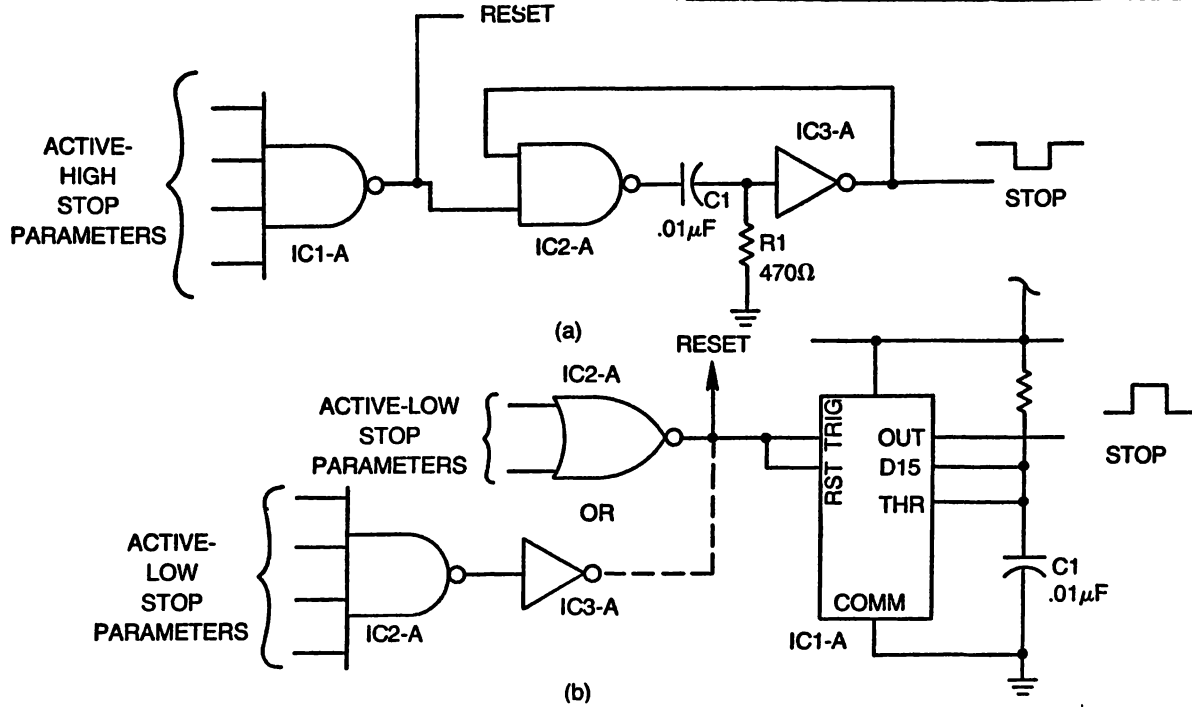 RESET
ACTIVE-
HIGH
STOP
PARAMETERS
IC1-A
IC2-A
C1
.01μF
R1
470Ω
IC3-A
STOP
(a)
RESET
IC2-A
ACTIVE-LOW
STOP
PARAMETERS
OR
ACTIVE-
LOW
STOP
PARAMETERS
IC2-A
IC3-A
TRIG
RST
OUT
D15
THR
COMM
IC1-A
C1
.01μF
STOP
(b)